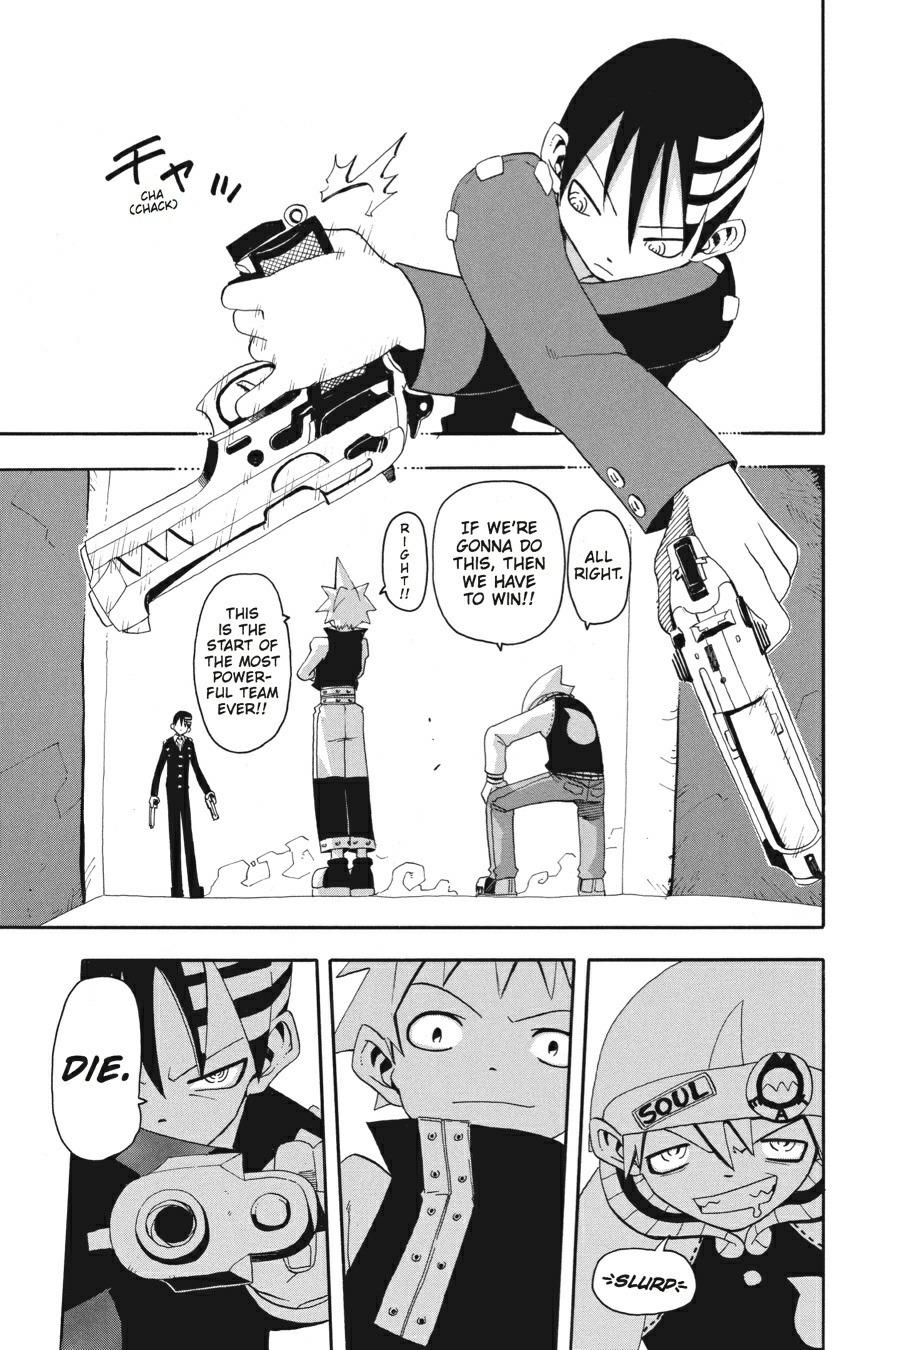 チャッ
CHA
(CHACK)
ALL
RIGHT.
IF WE'RE
GONNA DO
THIS, THEN
WE HAVE
TO WIN!!
RIGHT!!
THIS
IS THE
START OF
THE MOST
POWER-
FUL TEAM
EVER!!
SOUL
A
SLURP
DIE.